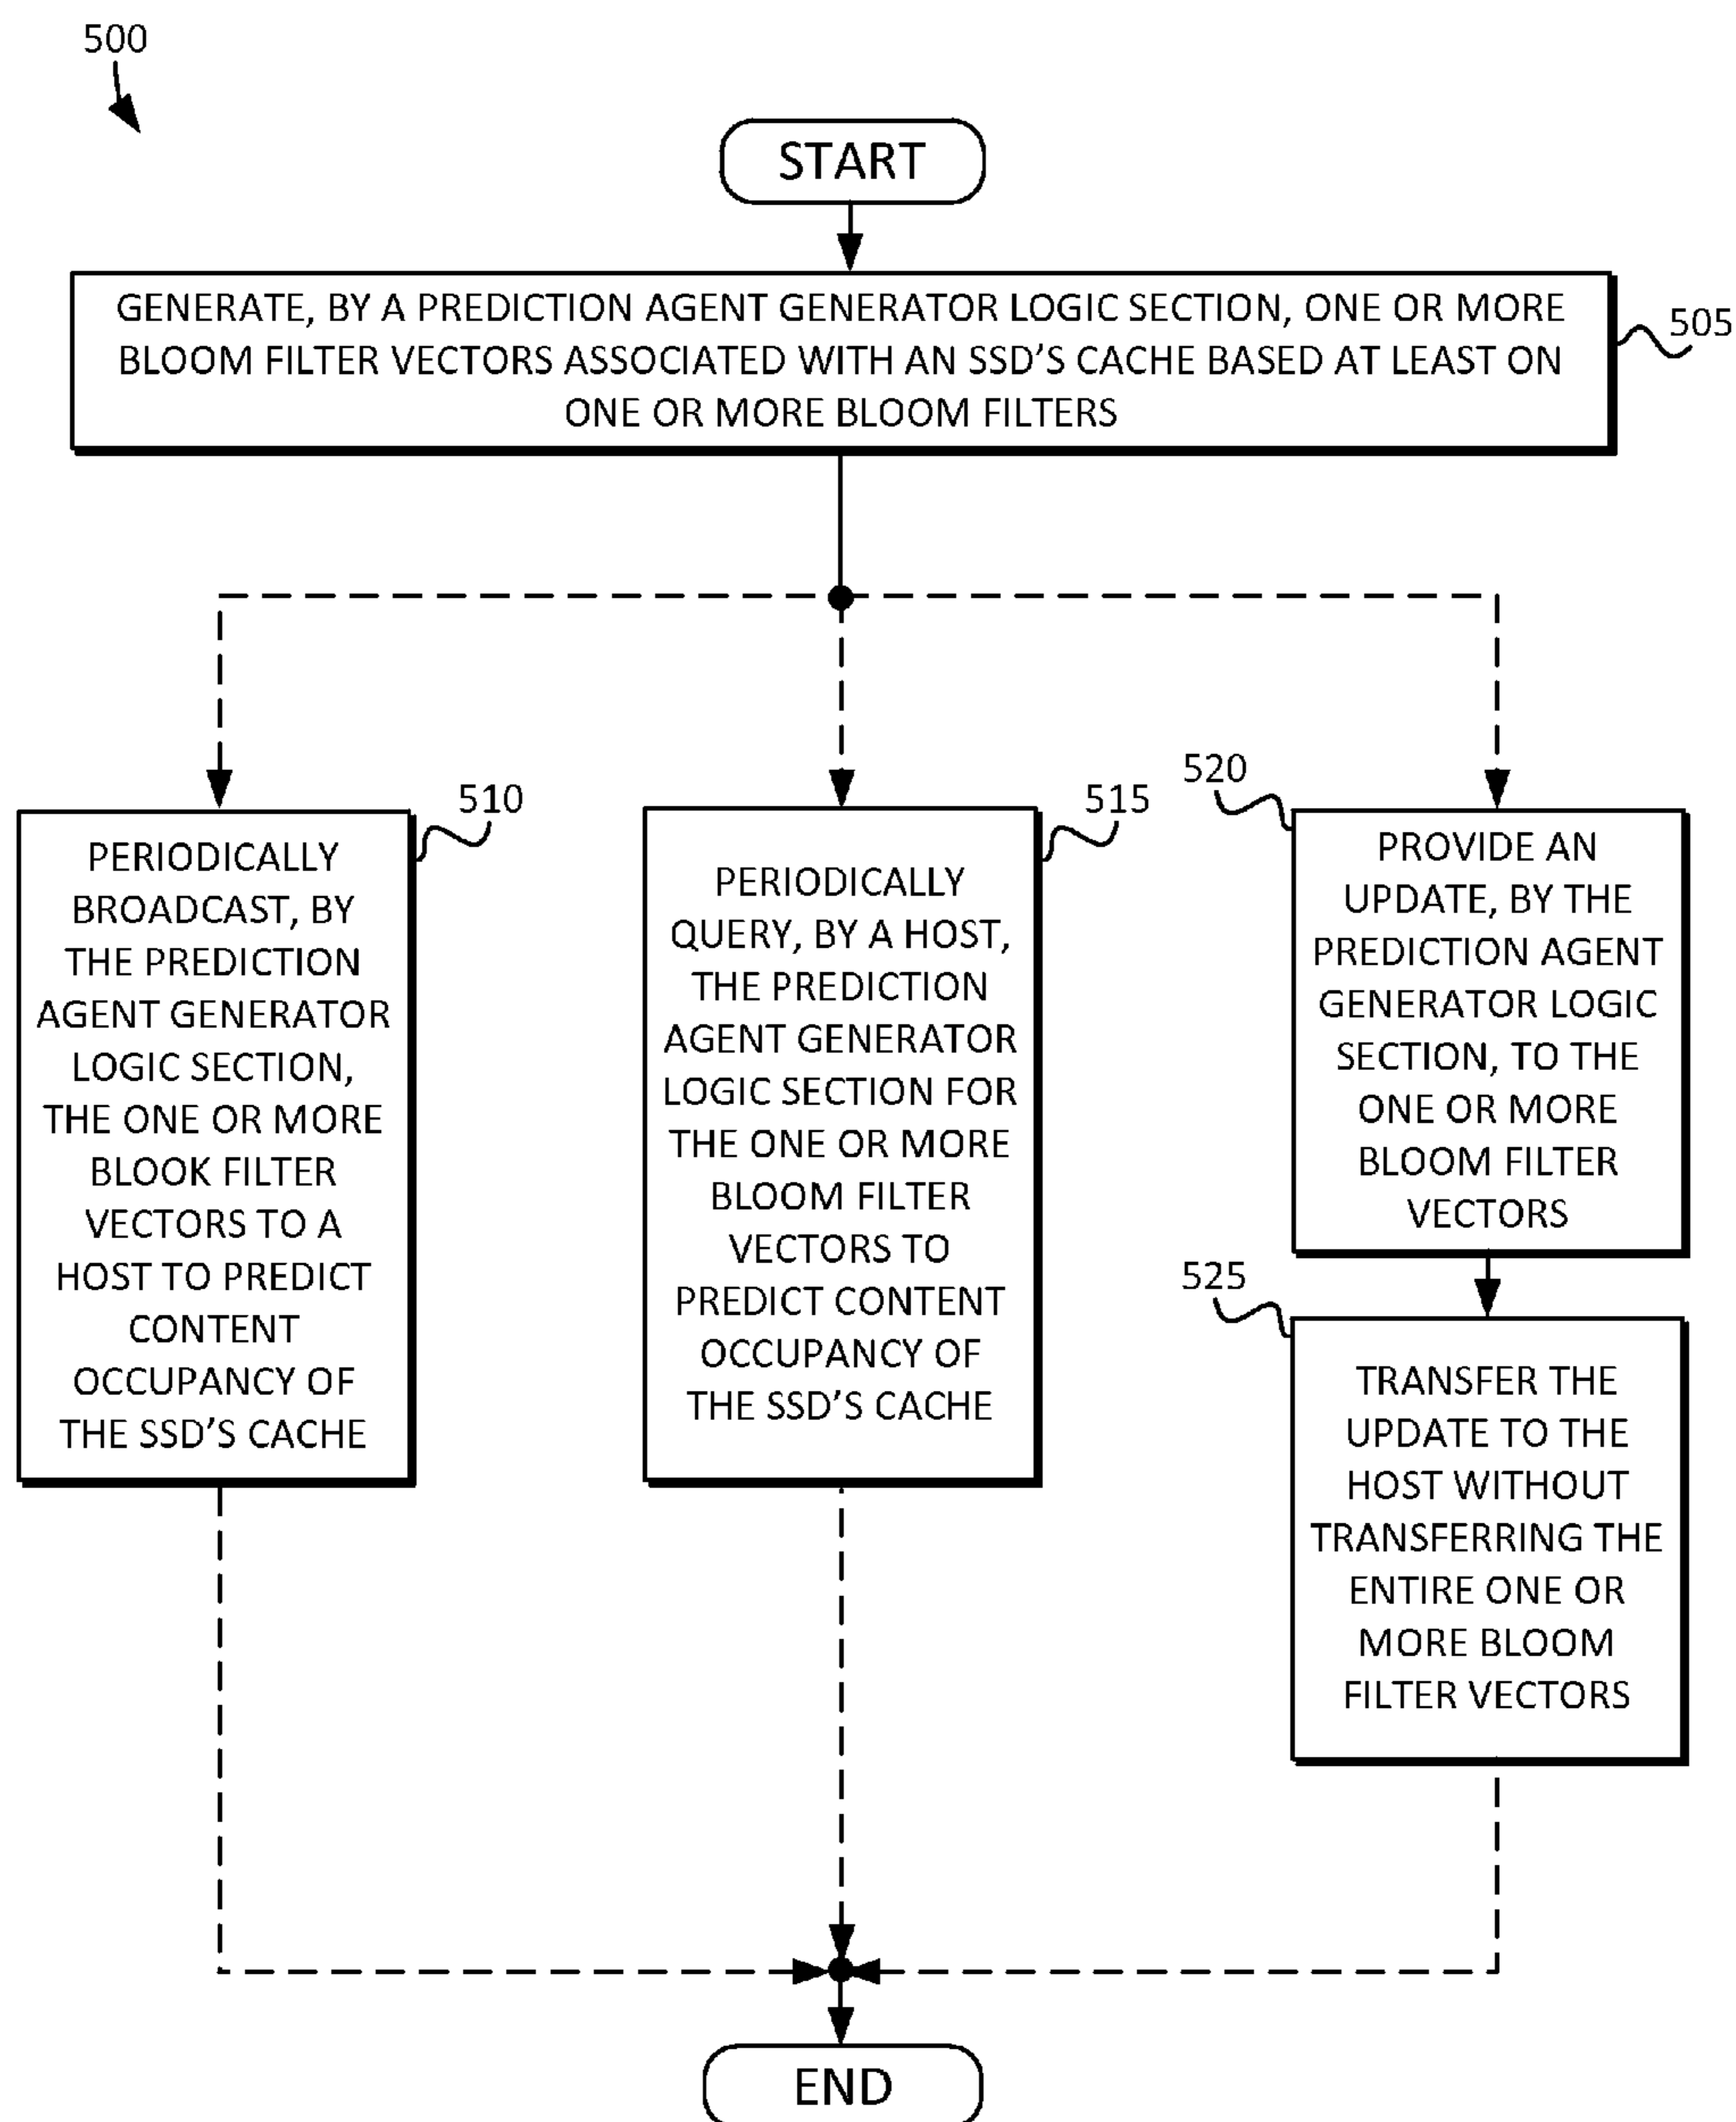 500
START
GENERATE, BY A PREDICTION AGENT GENERATOR LOGIC SECTION, ONE OR MORE
BLOOM FILTER VECTORS ASSOCIATED WITH AN SSD'S CACHE BASED AT LEAST ON
ONE OR MORE BLOOM FILTERS
505
510
PERIODICALLY
BROADCAST, BY
THE PREDICTION
AGENT GENERATOR
LOGIC SECTION,
THE ONE OR MORE
BLOOK FILTER
VECTORS TO A
HOST TO PREDICT
CONTENT
OCCUPANCY OF
THE SSD'S CACHE
515
PERIODICALLY
QUERY, BY A HOST,
THE PREDICTION
AGENT GENERATOR
LOGIC SECTION FOR
THE ONE OR MORE
BLOOM FILTER
VECTORS TO
PREDICT CONTENT
OCCUPANCY OF
THE SSD'S CACHE
520
PROVIDE AN
UPDATE, BY THE
PREDICTION AGENT
GENERATOR LOGIC
SECTION, TO THE
ONE OR MORE
BLOOM FILTER
VECTORS
525
TRANSFER THE
UPDATE TO THE
HOST WITHOUT
TRANSFERRING THE
ENTIRE ONE OR
MORE BLOOM
FILTER VECTORS
END